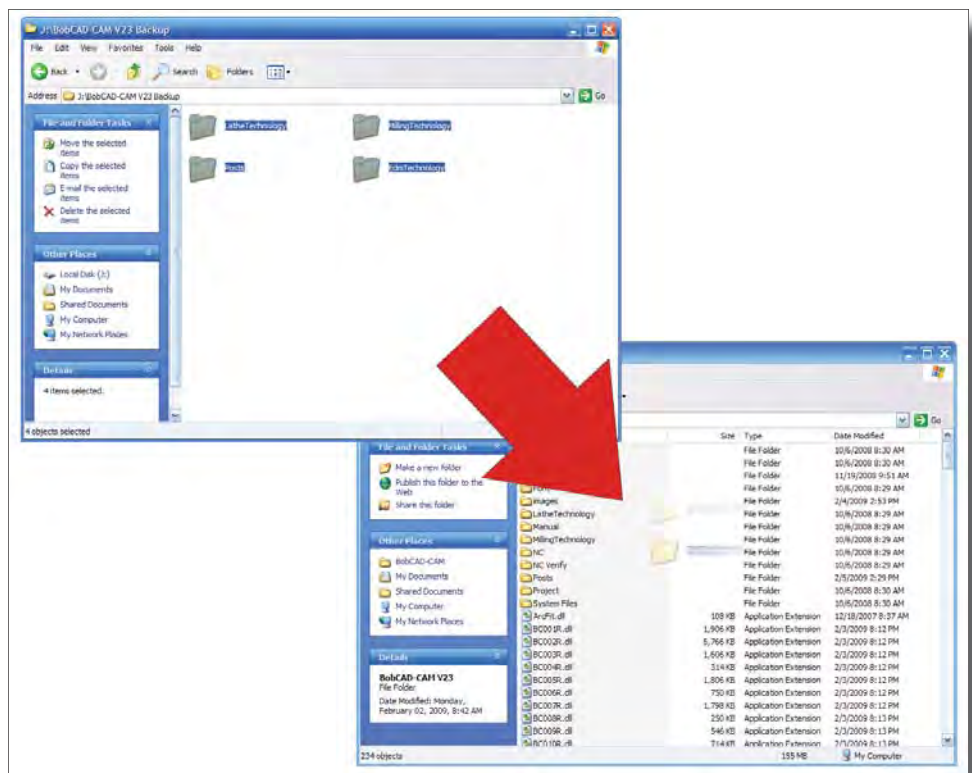 J:\BobCAD-CAM V23 Backup
File Edit View Favorites Tools Help
Back Search Folders
Address J:\BobCAD-CAM V23 Backup Go
File and Folder Tasks
Move the selected
items
Copy the selected
items
E-mail the selected
items
Delete the selected
items
Other Places
Local Disk (J:)
My Documents
Shared Documents
My Computer
My Network Places
Details
4 items selected.
4 objects selected
LatheTechnology MillingTechnology
Posts EdmTechnology
Go
Size Type Date Modified
File Folder 10/6/2008 8:30 AM
File Folder 10/6/2008 8:30 AM
File Folder 11/19/2008 9:51 AM
Font File Folder 10/6/2008 8:29 AM
images File Folder 2/4/2009 2:53 PM
LatheTechnology File Folder 10/6/2008 8:29 AM
Manual File Folder 10/6/2008 8:29 AM
MillingTechnology File Folder 10/6/2008 8:29 AM
NC File Folder 10/6/2008 8:29 AM
NC Verify File Folder 10/6/2008 8:29 AM
Posts File Folder 2/5/2009 2:29 PM
Project File Folder 10/6/2008 8:30 AM
System Files File Folder 10/6/2008 8:30 AM
ArcFit.dll 108 KB Application Extension 12/18/2007 8:37 AM
BC001R.dll 1,906 KB Application Extension 2/3/2009 8:12 PM
BC002R.dll 5,766 KB Application Extension 2/3/2009 8:12 PM
BC003R.dll 1,606 KB Application Extension 2/3/2009 8:12 PM
BC004R.dll 314 KB Application Extension 2/3/2009 8:12 PM
BC005R.dll 1,806 KB Application Extension 2/3/2009 8:12 PM
BC006R.dll 750 KB Application Extension 2/3/2009 8:12 PM
BC007R.dll 1,798 KB Application Extension 2/3/2009 8:12 PM
BC008R.dll 250 KB Application Extension 2/3/2009 8:13 PM
BC009R.dll 546 KB Application Extension 2/3/2009 8:13 PM
BC010R.dll 714 KB Application Extension 2/3/2009 8:13 PM
File and Folder Tasks
Make a new folder
Publish this folder to the
Web
Share this folder
Other Places
BobCAD-CAM
My Documents
Shared Documents
My Computer
My Network Places
Details
BobCAD-CAM V23
File Folder
Date Modified: Monday,
February 02, 2009, 8:42 AM
234 objects 155 MB My Computer